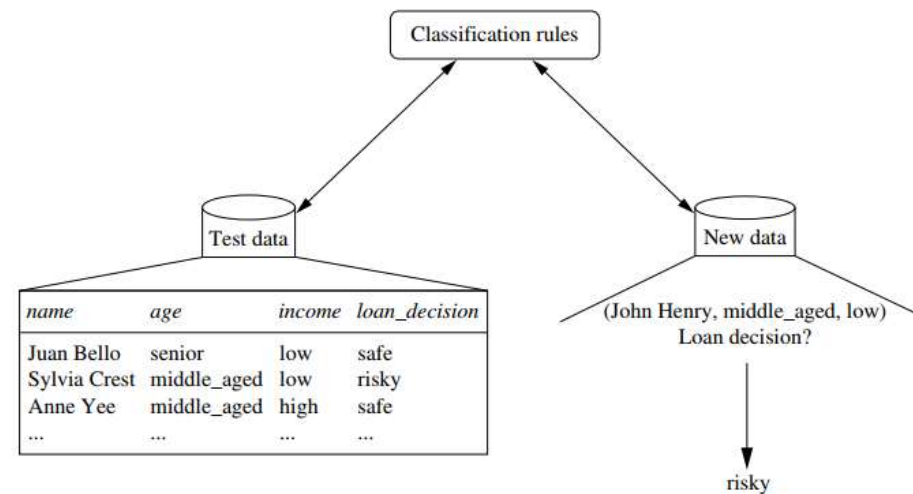 Classification rules
Test data
name age income loan_decision
Juan Bello senior low safe
Sylvia Crest middle_aged low risky
Anne Yee middle_aged high safe
... ... ... ...
New data
(John Henry, middle_aged, low)
Loan decision?
risky